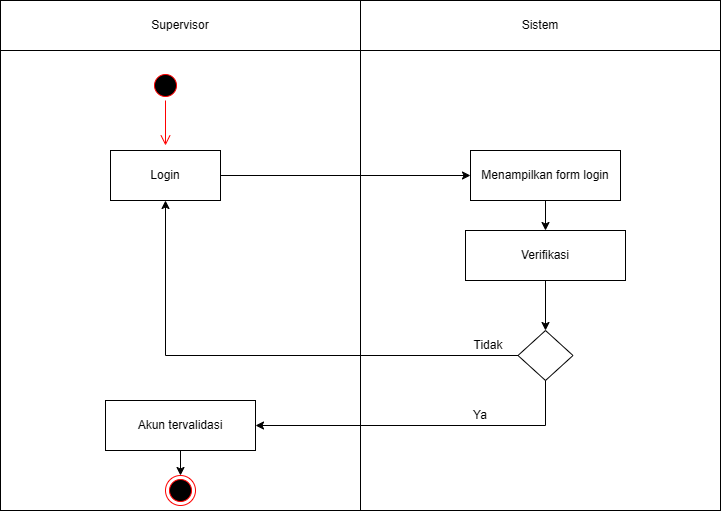 Supervisor
Sistem
Login
Menampilkan form login
Verifikasi
Tidak
Ya
Akun tervalidasi